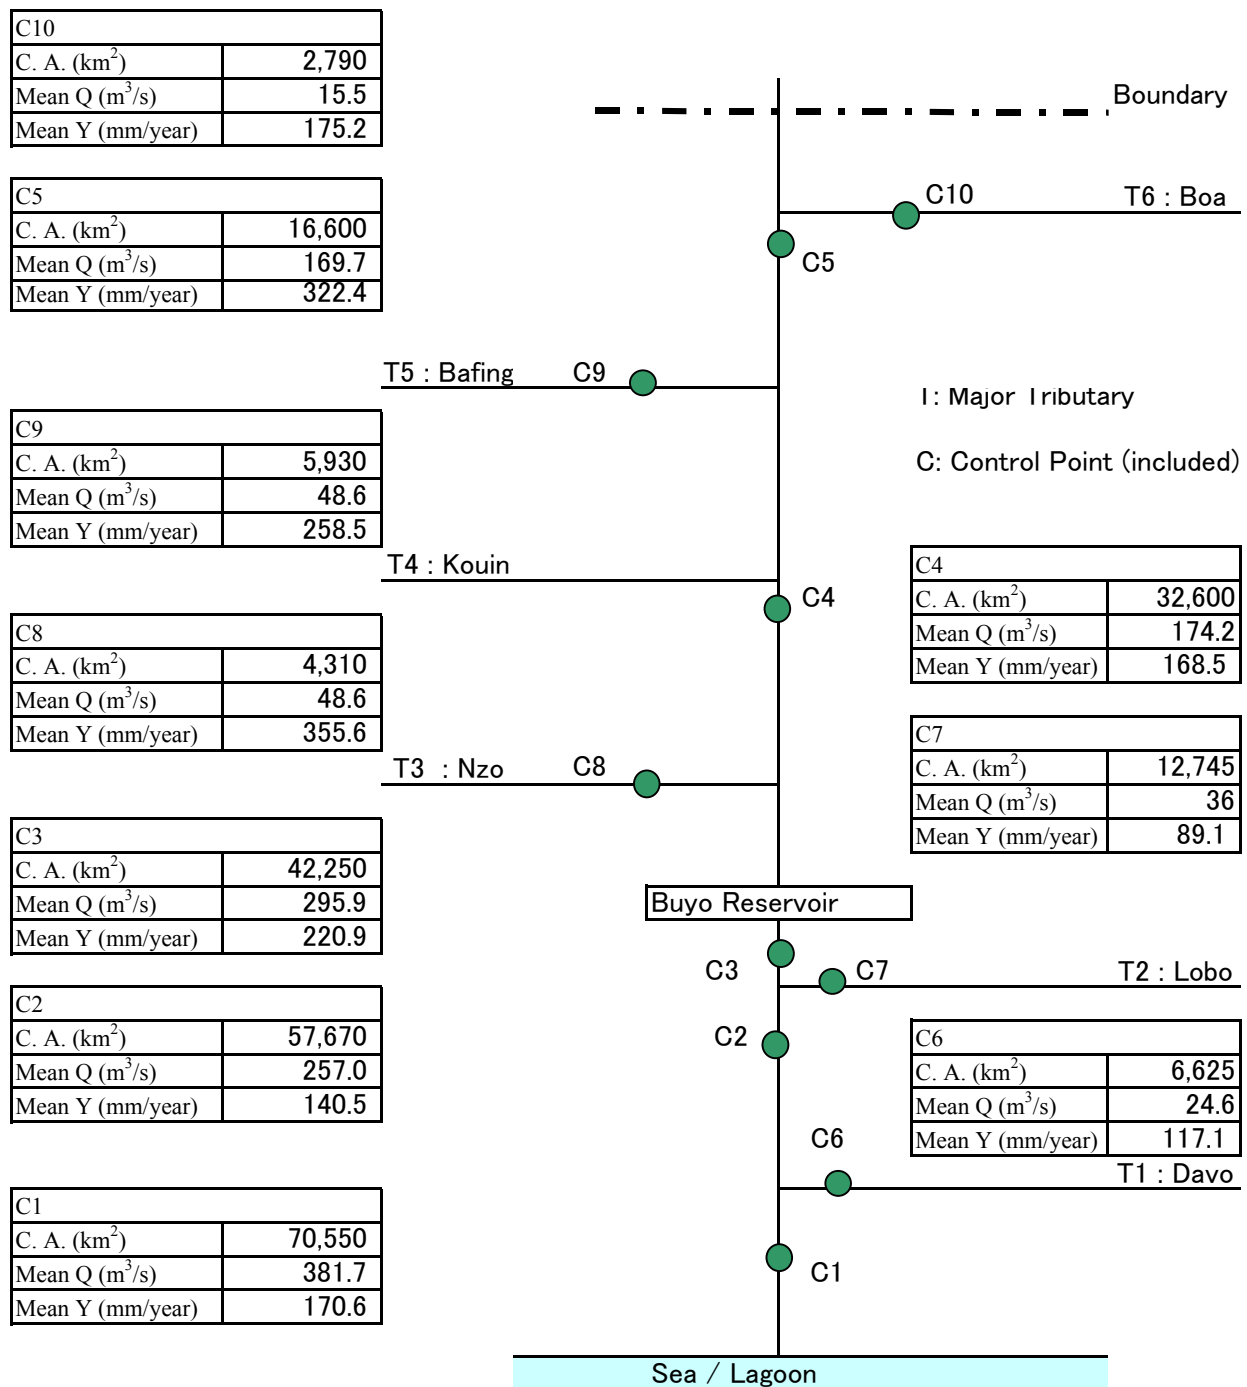 C10
C. A. (km²) 2,790
Mean Q (m³/s) 15.5
Mean Y (mm/year) 175.2
Boundary
C10 T6 : Boa
C5
C. A. (km²) 16,600
Mean Q (m³/s) 169.7
Mean Y (mm/year) 322.4
C5
T5 : Bafing C9
T: Major Tributary
C: Control Point (included)
C9
C. A. (km²) 5,930
Mean Q (m³/s) 48.6
Mean Y (mm/year) 258.5
T4 : Kouin
C4
C4
C. A. (km²) 32,600
Mean Q (m³/s) 174.2
Mean Y (mm/year) 168.5
C8
C. A. (km²) 4,310
Mean Q (m³/s) 48.6
Mean Y (mm/year) 355.6
T3 : Nzo C8
C7
C. A. (km²) 12,745
Mean Q (m³/s) 36
Mean Y (mm/year) 89.1
C3
C. A. (km²) 42,250
Mean Q (m³/s) 295.9
Mean Y (mm/year) 220.9
Buyo Reservoir
C3 C7 T2 : Lobo
C2
C. A. (km²) 57,670
Mean Q (m³/s) 257.0
Mean Y (mm/year) 140.5
C2
C6
C. A. (km²) 6,625
Mean Q (m³/s) 24.6
Mean Y (mm/year) 117.1
C6
T1 : Davo
C1
C. A. (km²) 70,550
Mean Q (m³/s) 381.7
Mean Y (mm/year) 170.6
C1
Sea / Lagoon